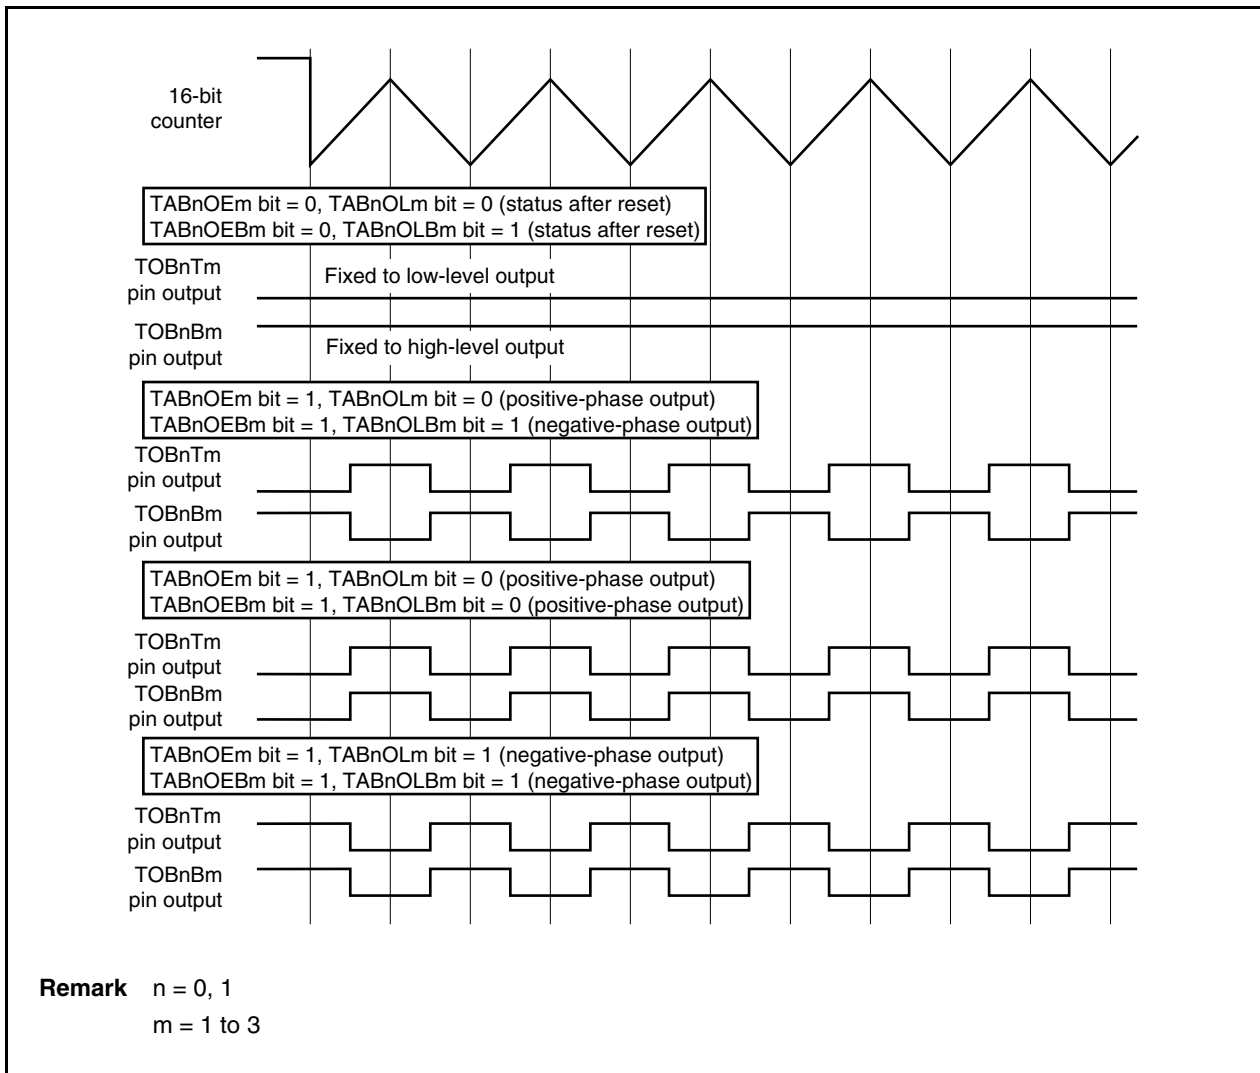 16-bit
counter
TABnOEm bit = 0, TABnOLm bit = 0 (status after reset)
TABnOEBm bit = 0, TABnOLBm bit = 1 (status after reset)
TOBnTm
pin output
Fixed to low-level output
TOBnBm
pin output
Fixed to high-level output
TABnOEm bit = 1, TABnOLm bit = 0 (positive-phase output)
TABnOEBm bit = 1, TABnOLBm bit = 1 (negative-phase output)
TOBnTm
pin output
TOBnBm
pin output
TABnOEm bit = 1, TABnOLm bit = 0 (positive-phase output)
TABnOEBm bit = 1, TABnOLBm bit = 0 (positive-phase output)
TOBnTm
pin output
TOBnBm
pin output
TABnOEm bit = 1, TABnOLm bit = 1 (negative-phase output)
TABnOEBm bit = 1, TABnOLBm bit = 1 (negative-phase output)
TOBnTm
pin output
TOBnBm
pin output
Remark n = 0, 1
m = 1 to 3